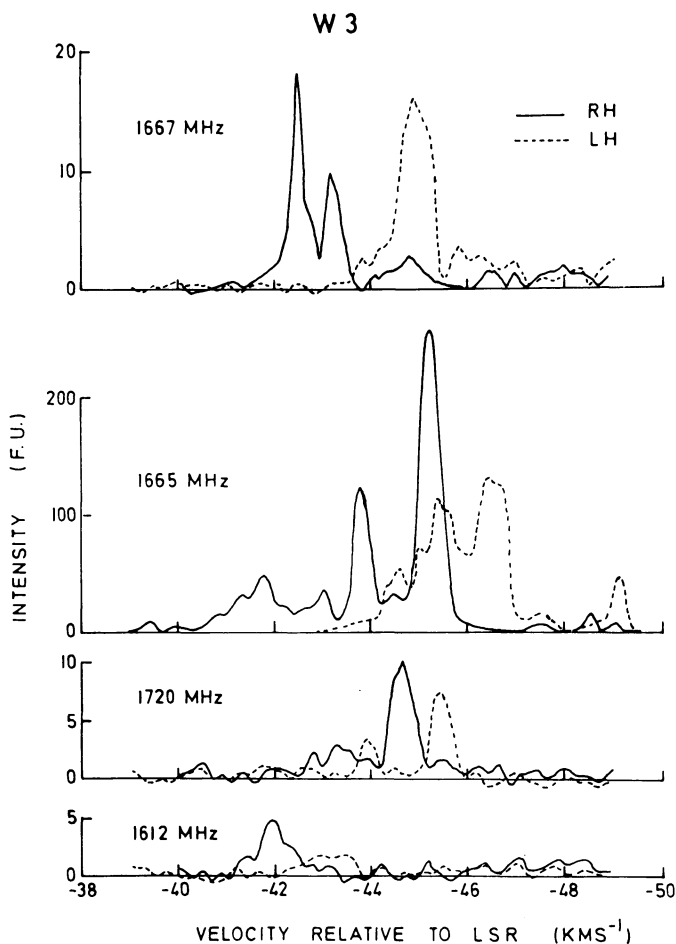 W3
20
10
0
1667 MHz
RH
LH
200
100
0
1665 MHz
INTENSITY (F.U.)
10
5
0
1720 MHz
5
0
1612 MHz
-38 -40 -42 -44 -46 -48 -50
VELOCITY RELATIVE TO LSR (KMS⁻¹)